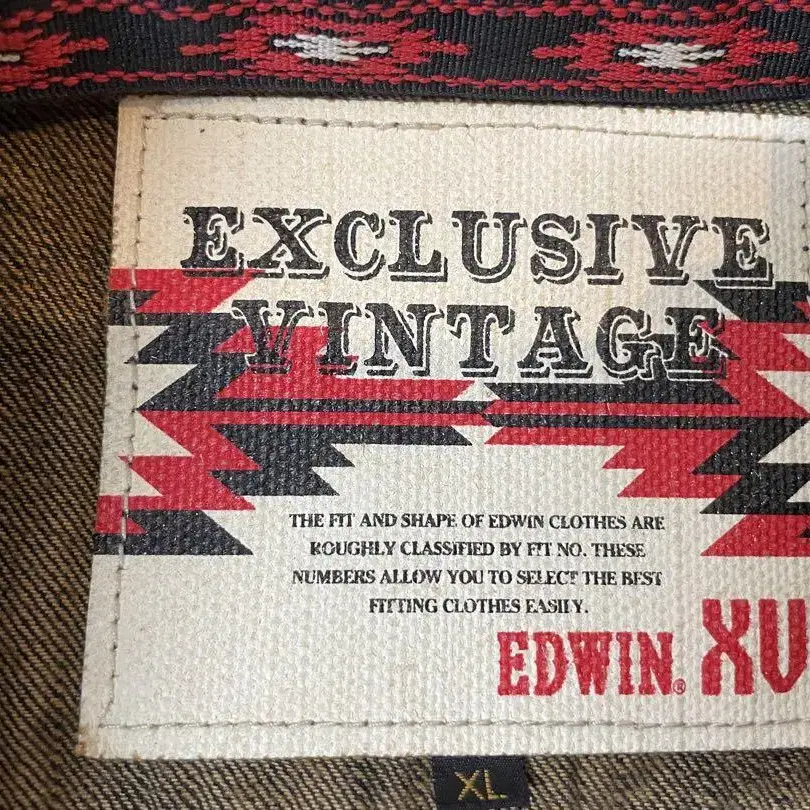 EXCLUSIVE
VINTAGE
THE FIT AND SHAPE OF EDWIN CLOTHES ARE
ROUGHLY CLASSIFIED BY FIT NO. THESE
NUMBERS ALLOW YOU TO SELECT THE BEST
FITTING CLOTHES EASILY.
EDWIN® XV
XL